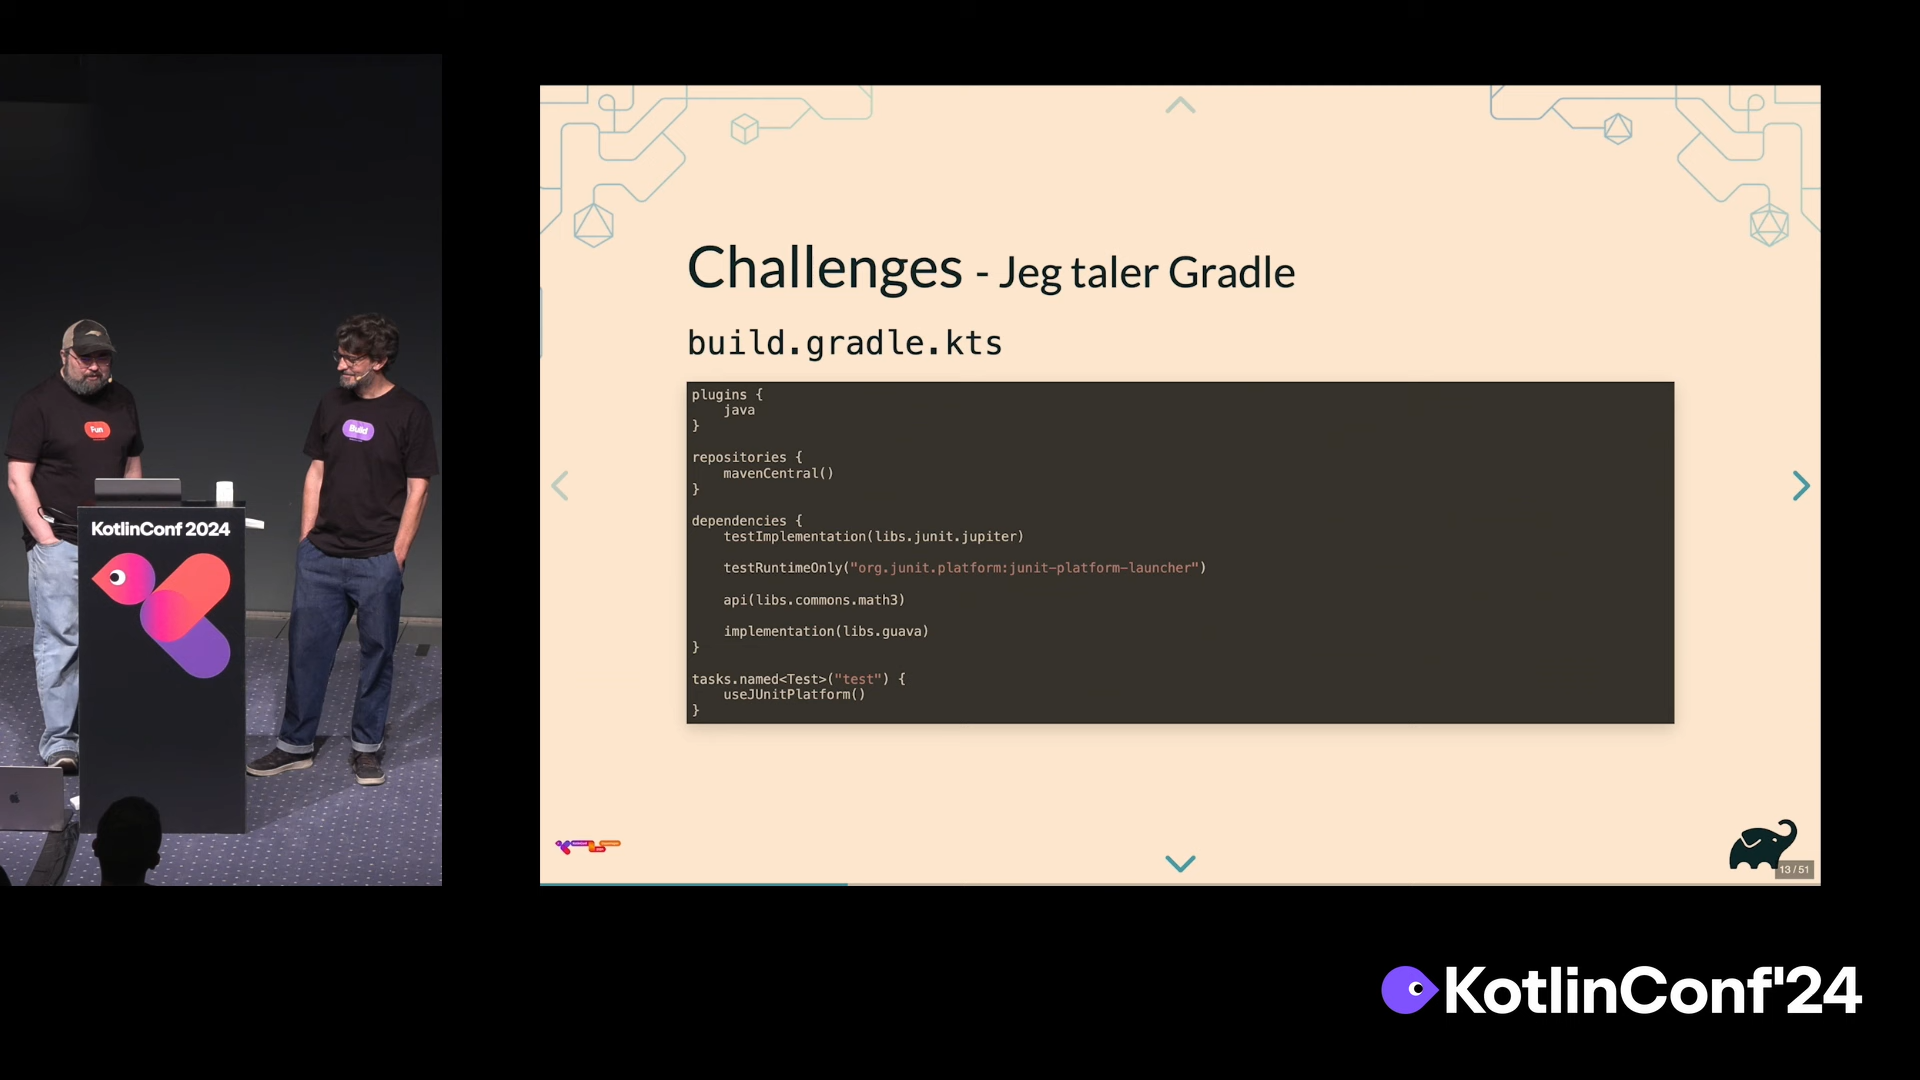 Fun
Build
KotlinConf 2024
Challenges - Jeg taler Gradle
build.gradle.kts
plugins {
    java
}
repositories {
    mavenCentral()
}
dependencies {
    testImplementation(libs.junit.jupiter)
    testRuntimeOnly("org.junit.platform:junit-platform-launcher")
    api(libs.commons.math3)
    implementation(libs.guava)
}
tasks.named<Test>("test") {
    useJUnitPlatform()
}
13 / 51
KotlinConf'24